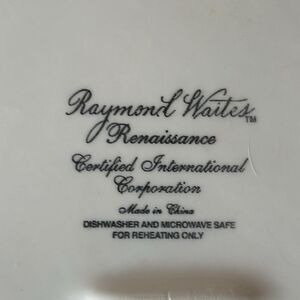 Raymond Waites™
Renaissance
Certified International
Corporation
Made in China
DISHWASHER AND MICROWAVE SAFE
FOR REHEATING ONLY